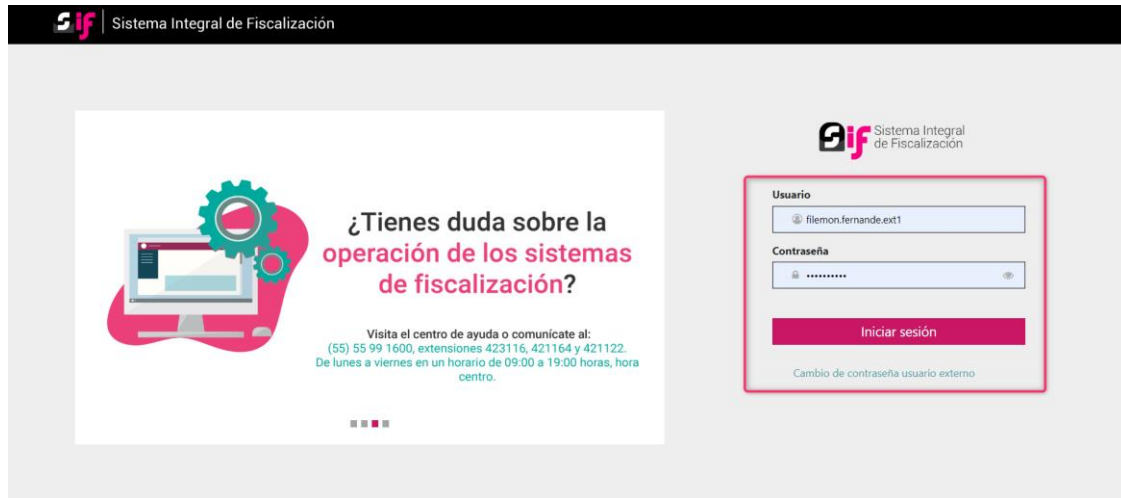 Sif Sistema Integral de Fiscalización
¿Tienes duda sobre la
operación de los sistemas
de fiscalización?
Visita el centro de ayuda o comunícate al:
(55) 55 99 1600, extensiones 423116, 421164 y 421122.
De lunes a viernes en un horario de 09:00 a 19:00 horas, hora
centro.
Sif Sistema Integral
de Fiscalización
Usuario
filemon.fernande.ext1
Contraseña
••••••••••
Iniciar sesión
Cambio de contraseña usuario externo